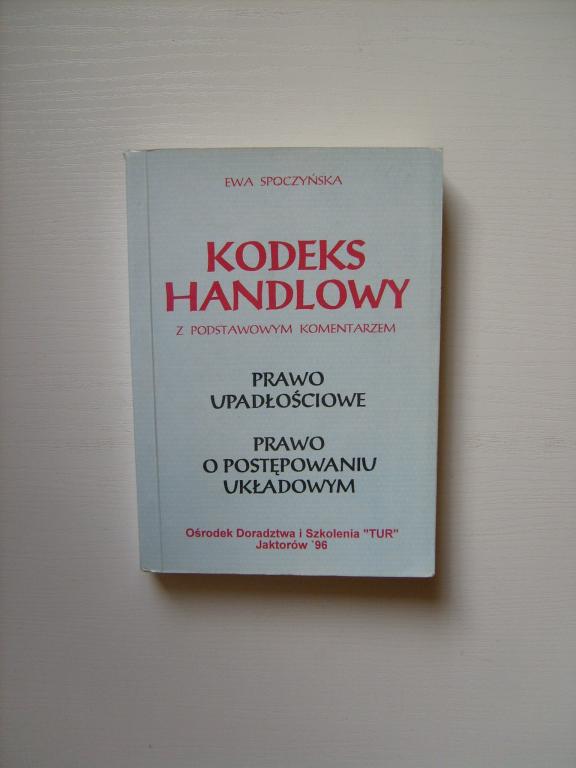 EWA SPOCZYŃSKA
KODEKS
HANDLOWY
Z PODSTAWOWYM KOMENTARZEM
PRAWO
UPADŁOŚCIOWE
PRAWO
O POSTĘPOWANIU
UKŁADOWYM
Ośrodek Doradztwa i Szkolenia "TUR"
Jaktorów `96